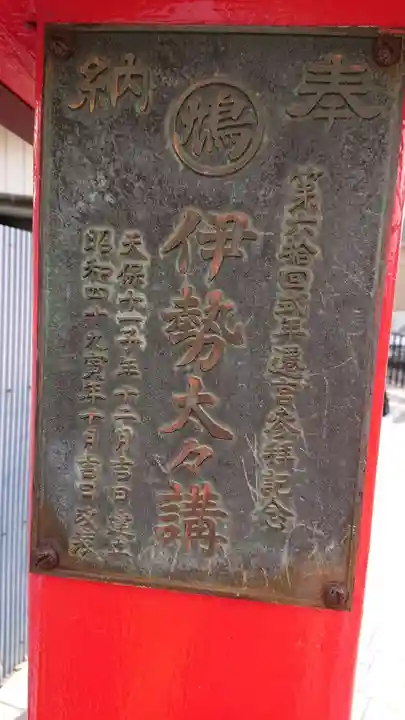 奉納
第六拾回式年遷宮参拝記念
伊勢太々講
天保十一子年十二月吉日建立
昭和四十九寅年十月吉日改築